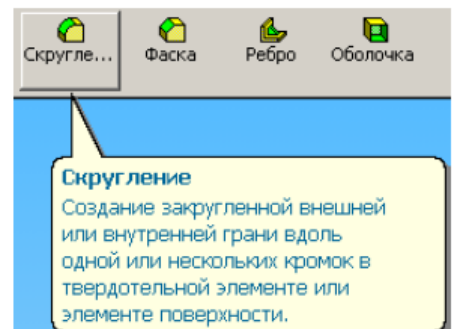 Скругле... Фаска Ребро Оболочка
Скругление
Создание закругленной внешней
или внутренней грани вдоль
одной или нескольких кромок в
твердотельной элементе или
элементе поверхности.